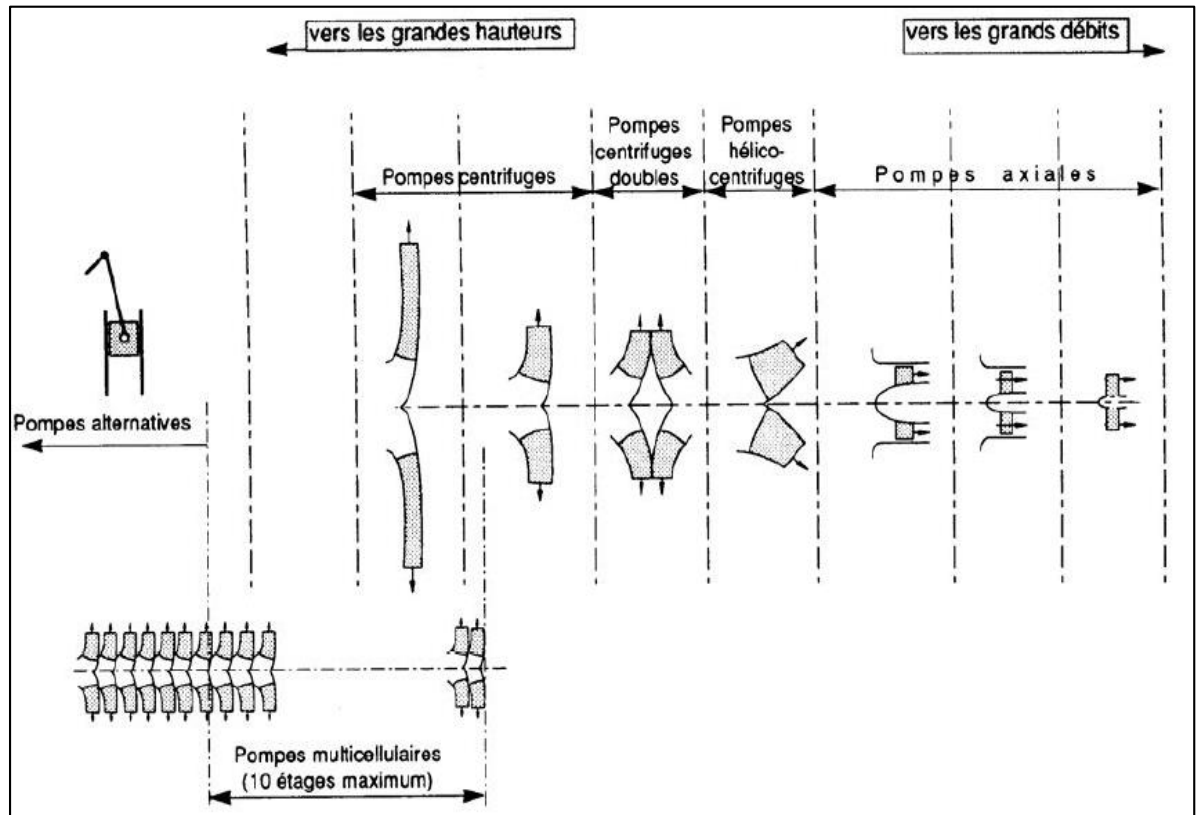 vers les grandes hauteurs
vers les grands débits
Pompes centrifuges
Pompes
centrifuges
doubles
Pompes
hélico-
centrifuges
Pompes axiales
Pompes alternatives
Pompes multicellulaires
(10 étages maximum)